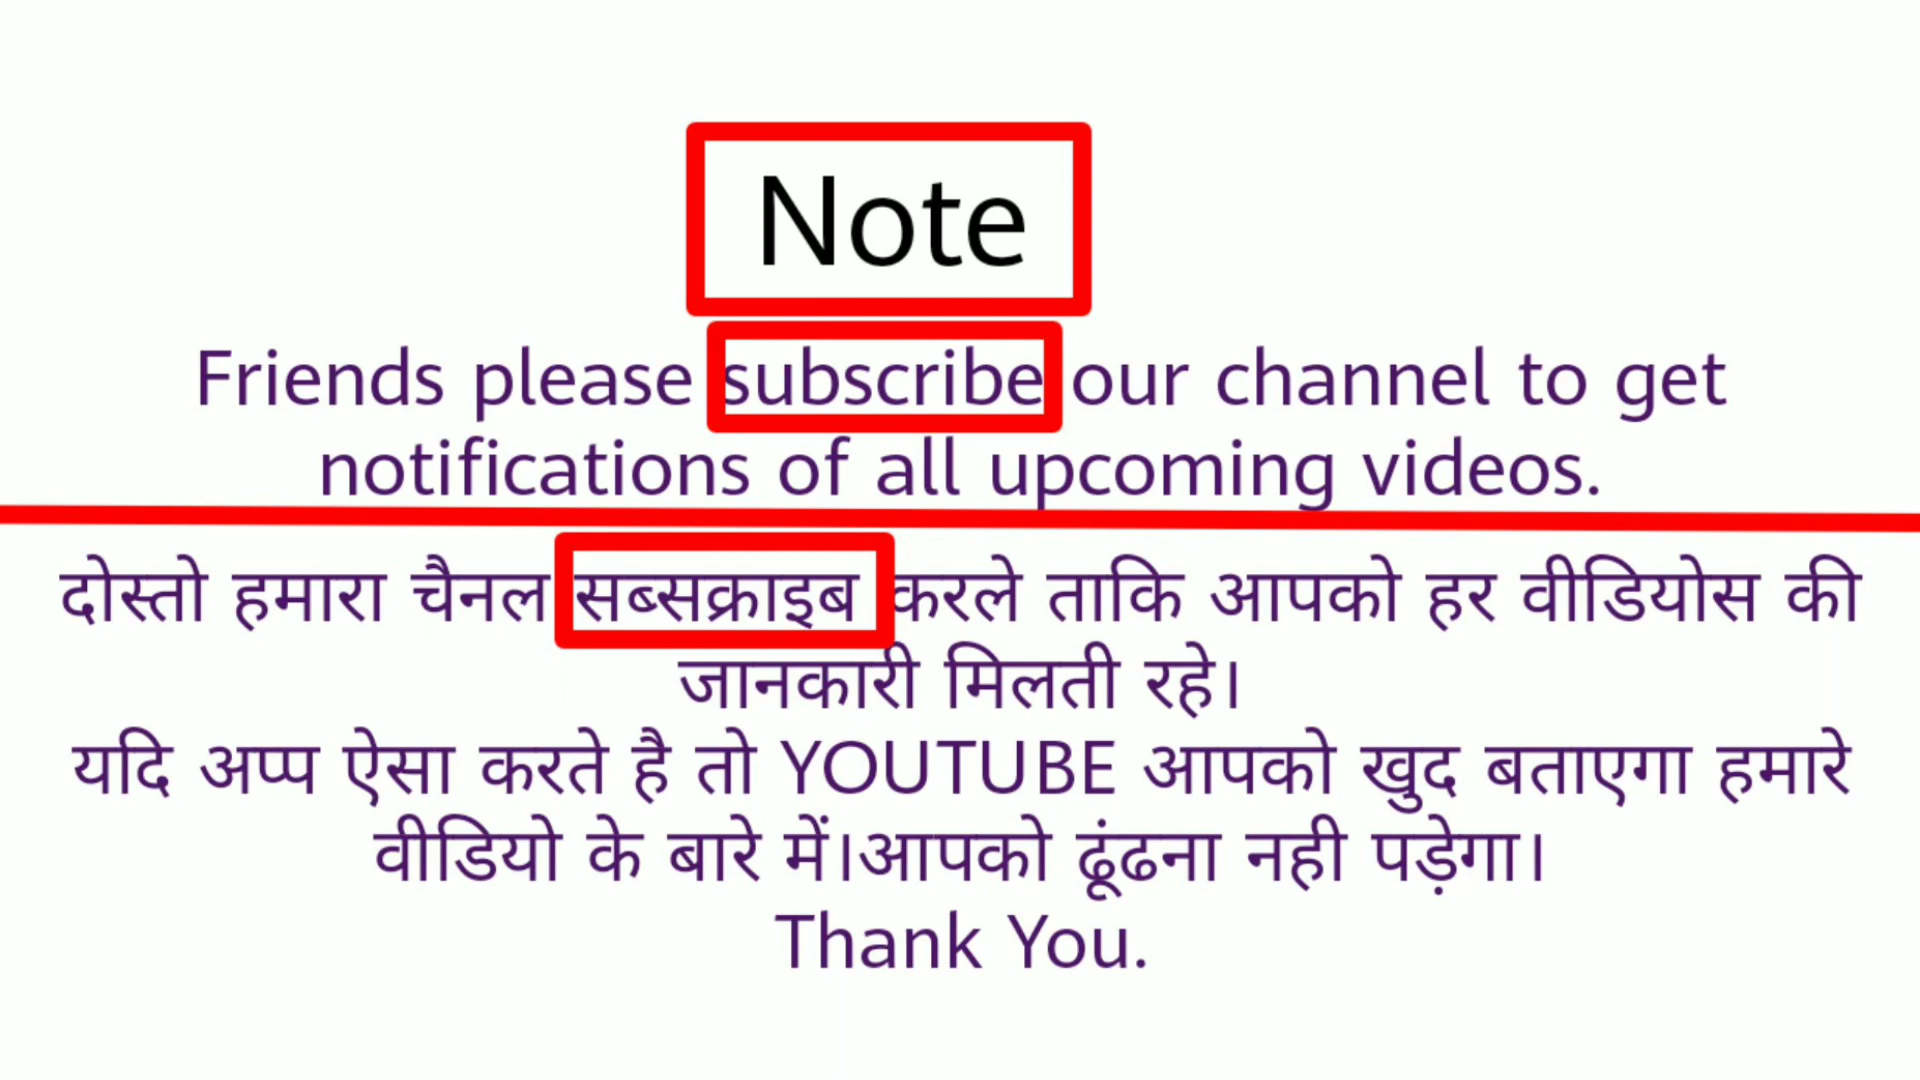 Note
Friends please subscribe our channel to get
notifications of all upcoming videos.
दोस्तो हमारा चैनल सब्सक्राइब करले ताकि आपको हर वीडियोस की
जानकारी मिलती रहे।
यदि अप्प ऐसा करते है तो YOUTUBE आपको खुद बताएगा हमारे
वीडियो के बारे में।आपको ढूंढना नही पड़ेगा।
Thank You.